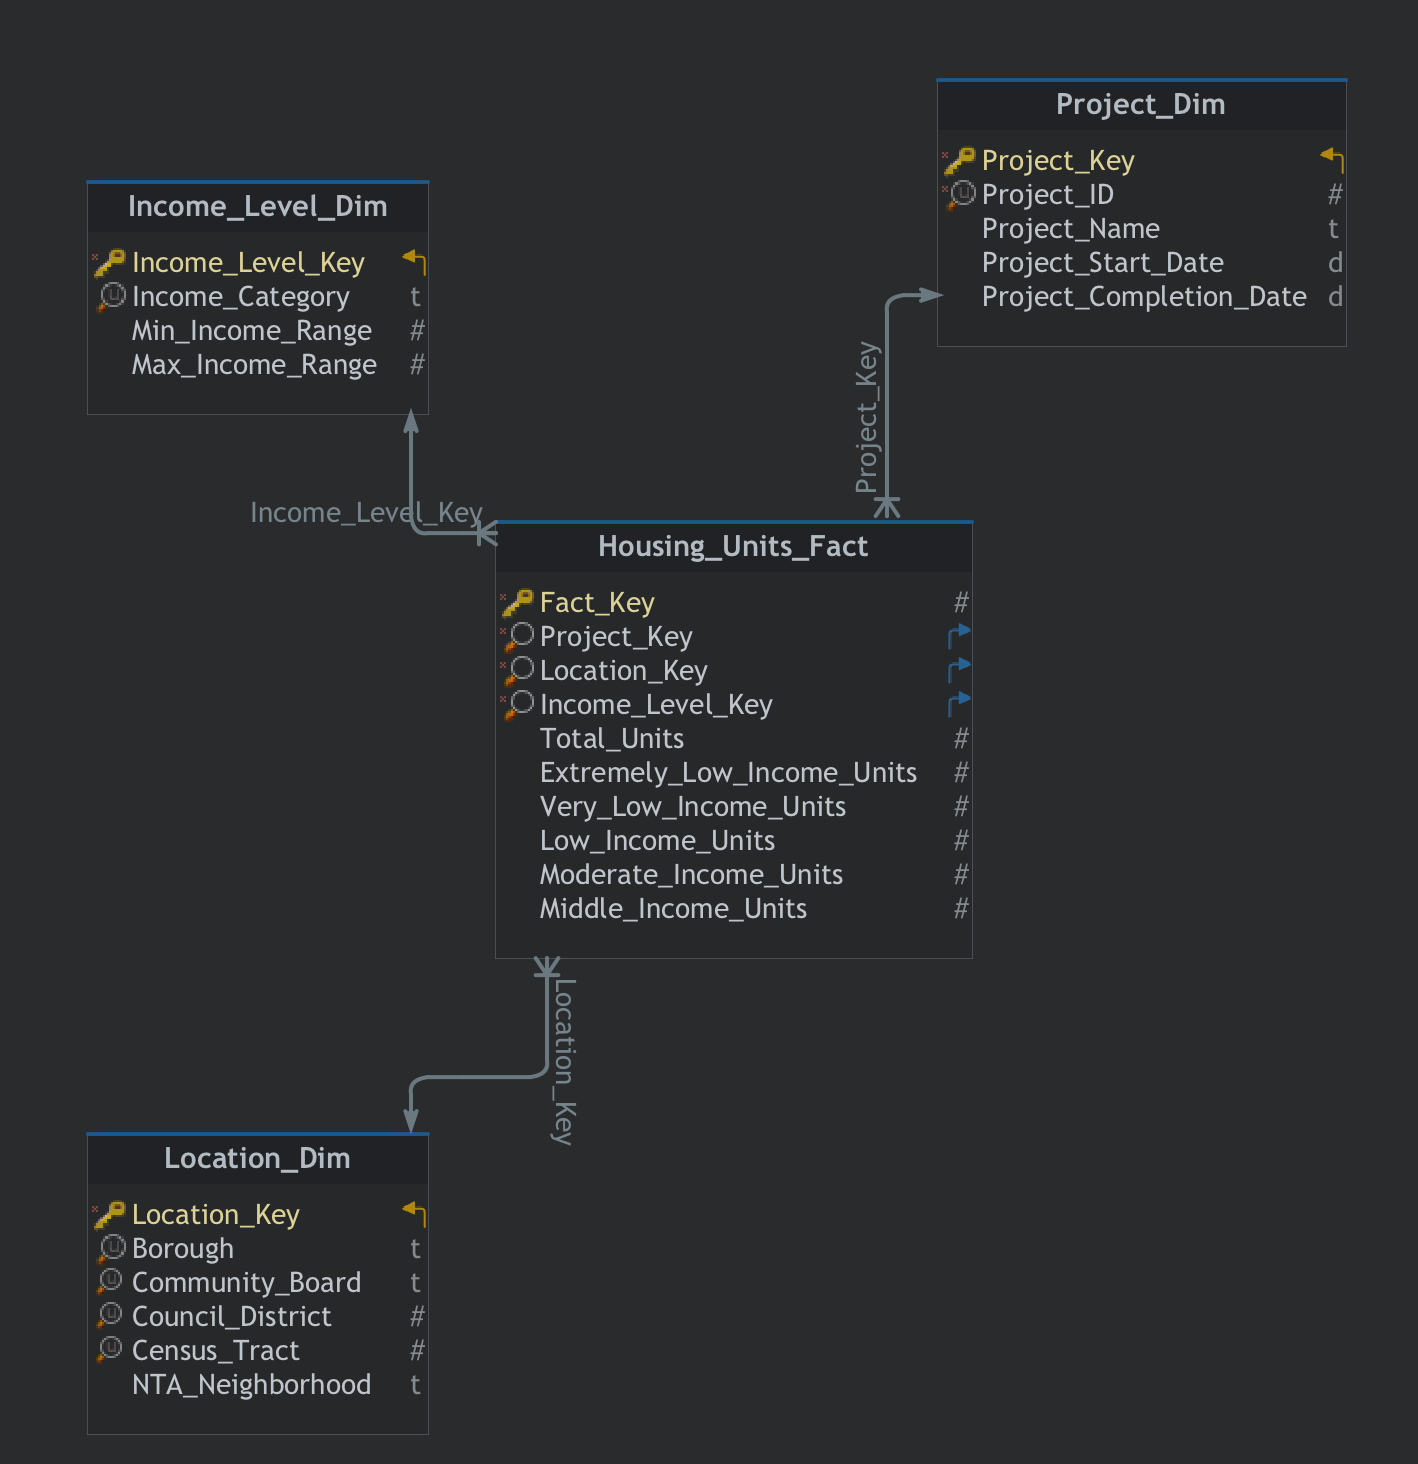 Project_Dim
Project_Key
Project_ID #
Project_Name t
Project_Start_Date d
Project_Completion_Date d
Income_Level_Dim
Income_Level_Key
Income_Category t
Min_Income_Range #
Max_Income_Range #
Project_Key
Income_Level_Key
Housing_Units_Fact
Fact_Key #
Project_Key
Location_Key
Income_Level_Key
Total_Units #
Extremely_Low_Income_Units #
Very_Low_Income_Units #
Low_Income_Units #
Moderate_Income_Units #
Middle_Income_Units #
Location_Key
Location_Dim
Location_Key
Borough t
Community_Board t
Council_District #
Census_Tract #
NTA_Neighborhood t